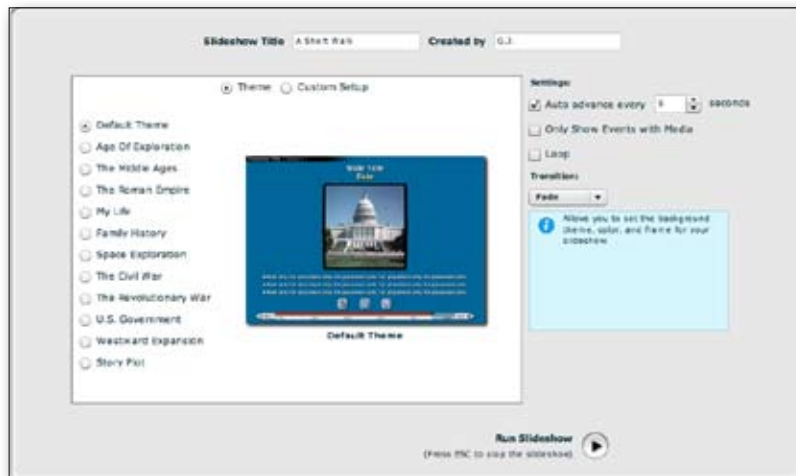 Slideshow Title A Short Walk Created by G.J.
Theme Custom Setup
Default Theme
Age Of Exploration
The Middle Ages
The Roman Empire
My Life
Family History
Space Exploration
The Civil War
The Revolutionary War
U.S. Government
Westward Expansion
Story Plot
Slide Title
Date
Default Theme
Settings:
Auto advance every seconds
Only Show Events with Media
Loop
Transition:
Fade
Allows you to set the background
theme, color, and frame for your
slideshow
Run Slideshow
(Press ESC to stop the slideshow)